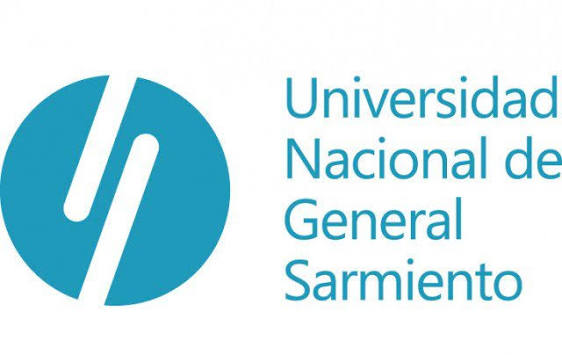 Universidad
Nacional de
General
Sarmiento